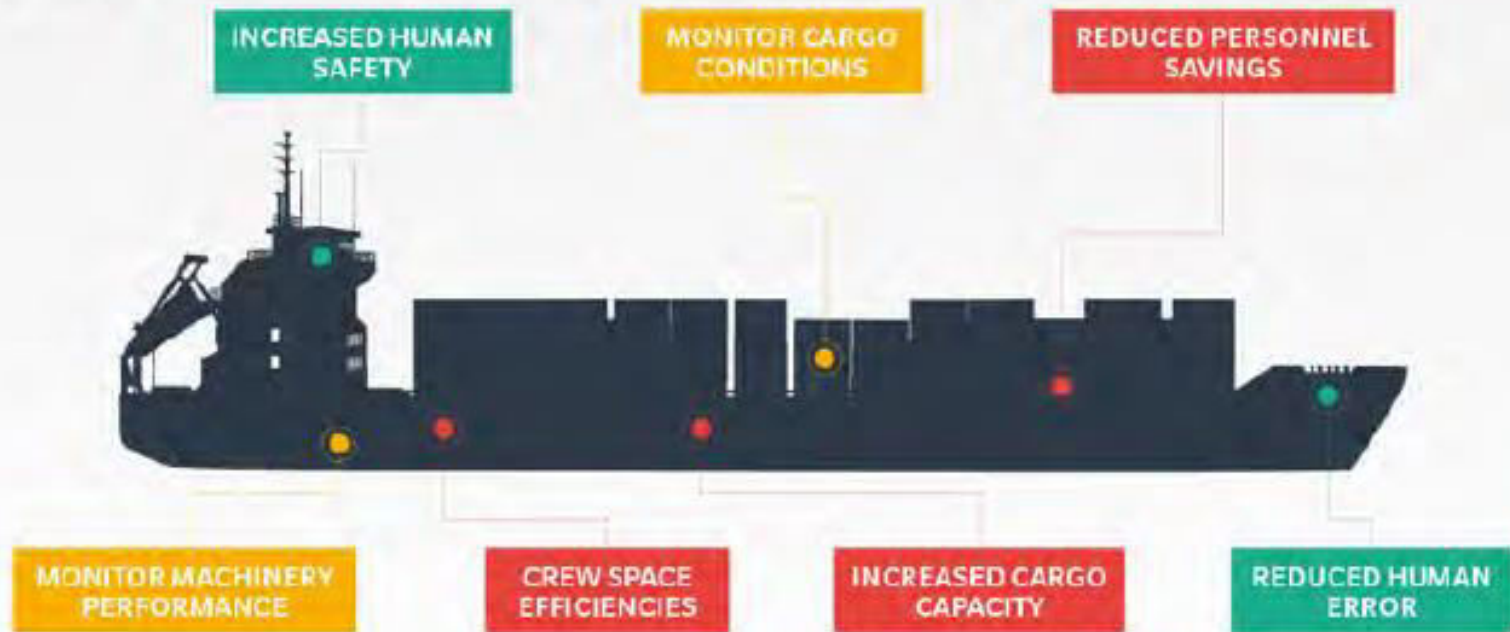 INCREASED HUMAN
SAFETY
MONITOR CARGO
CONDITIONS
REDUCED PERSONNEL
SAVINGS
MONITOR MACHINERY
PERFORMANCE
CREW SPACE
EFFICIENCIES
INCREASED CARGO
CAPACITY
REDUCED HUMAN
ERROR